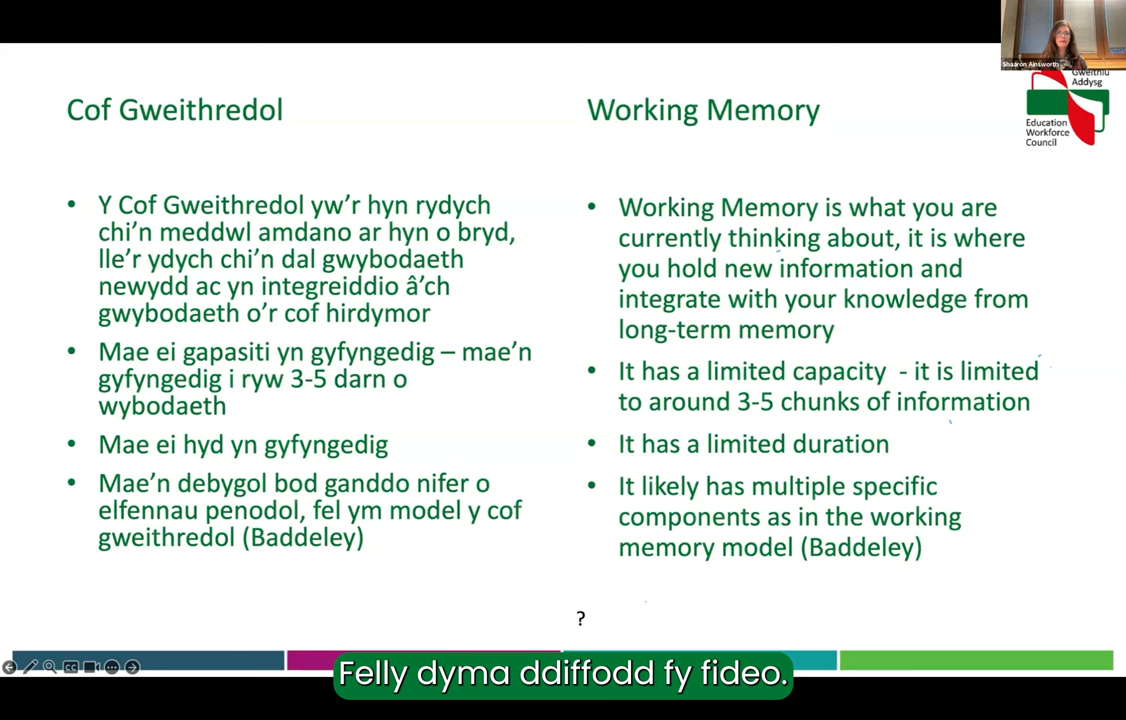 Shaaron Ainsworth
Gweithlu
Addysg
Education
Workforce
Council
Cof Gweithredol
• Y Cof Gweithredol yw'r hyn rydych
chi'n meddwl amdano ar hyn o bryd,
lle'r ydych chi'n dal gwybodaeth
newydd ac yn integreiddio â'ch
gwybodaeth o'r cof hirdymor
• Mae ei gapasiti yn gyfyngedig – mae'n
gyfyngedig i ryw 3-5 darn o
wybodaeth
• Mae ei hyd yn gyfyngedig
• Mae'n debygol bod ganddo nifer o
elfennau penodol, fel ym model y cof
gweithredol (Baddeley)
Working Memory
• Working Memory is what you are
currently thinking about, it is where
you hold new information and
integrate with your knowledge from
long-term memory
• It has a limited capacity - it is limited
to around 3-5 chunks of information
• It has a limited duration
• It likely has multiple specific
components as in the working
memory model (Baddeley)
?
CC
Felly dyma ddiffodd fy fideo.